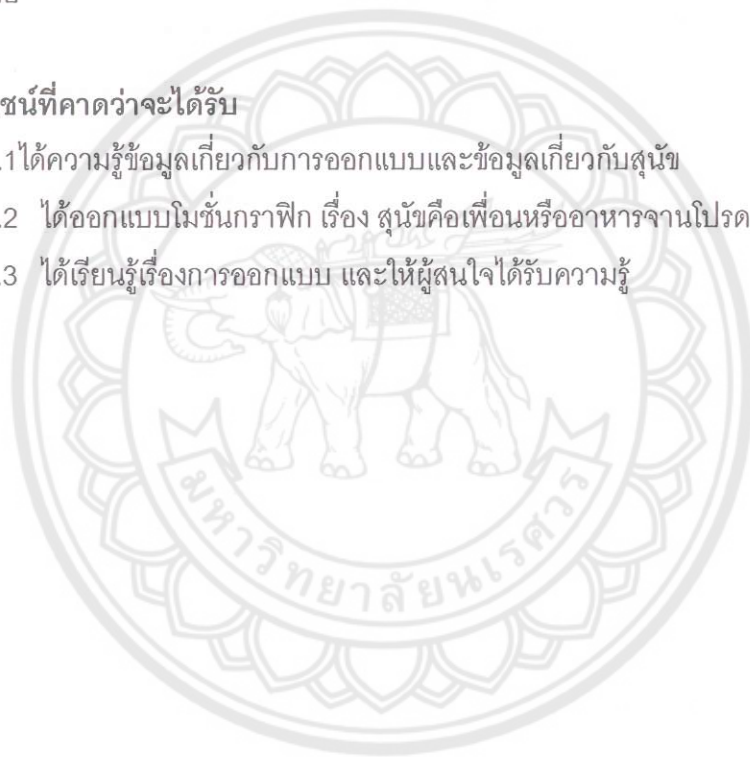 ชน์ที่คาดว่าจะได้รับ
.1ได้ความรู้ข้อมูลเกี่ยวกับการออกแบบและข้อมูลเกี่ยวกับสุนัข
.2 ได้ออกแบบโมชั่นกราฟิก เรื่อง สุนัขคือเพื่อนหรืออาหารจานโปรด
.3 ได้เรียนรู้เรื่องการออกแบบ และให้ผู้สนใจได้รับความรู้
มหาวิทยาลัยนเรศวร